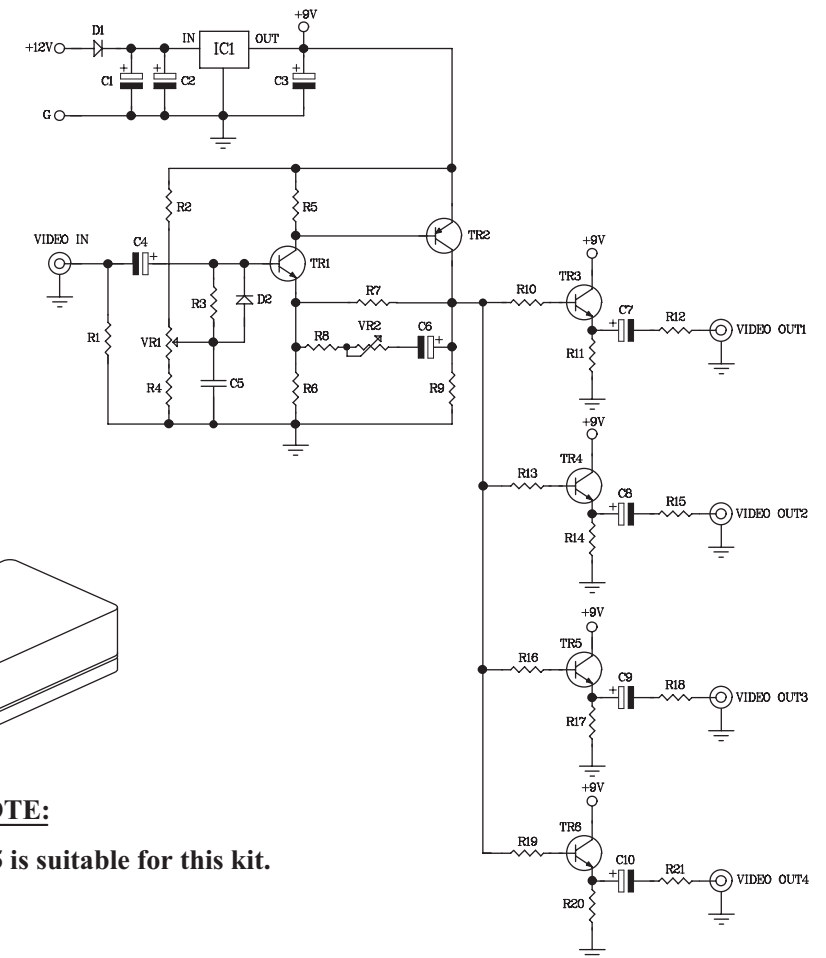 +9V
D1
+12V
IN
IC1
OUT
C1
C2
C3
G
R2
R5
VIDEO IN
C4
TR1
TR2
+9V
R10
TR3
C7
R12
VIDEO OUT1
R3
D2
R7
R1
VR1
R8
VR2
C6
R11
R4
C5
R6
R9
+9V
R13
TR4
C8
R15
VIDEO OUT2
R14
+9V
R16
TR5
C9
R18
VIDEO OUT3
R17
+9V
R19
TR6
C10
R21
VIDEO OUT4
R20
is suitable for this kit.